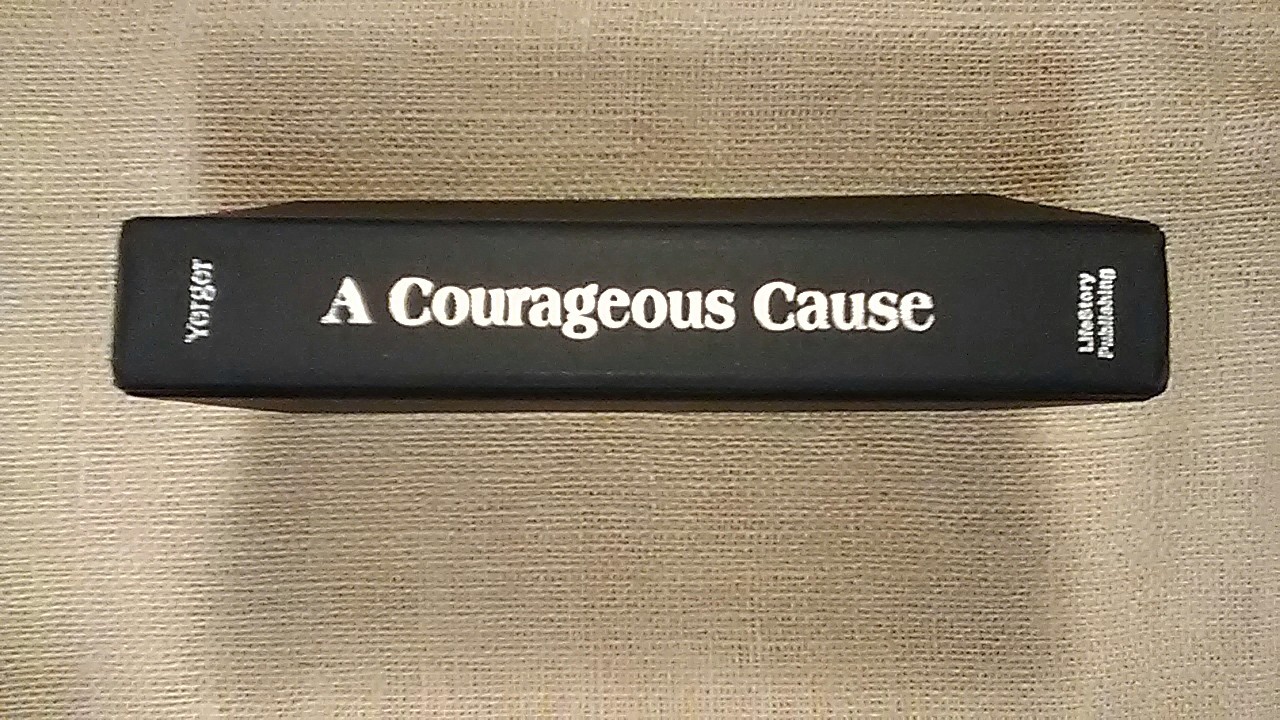 Yerger
A Courageous Cause
LifeStory
Publishing